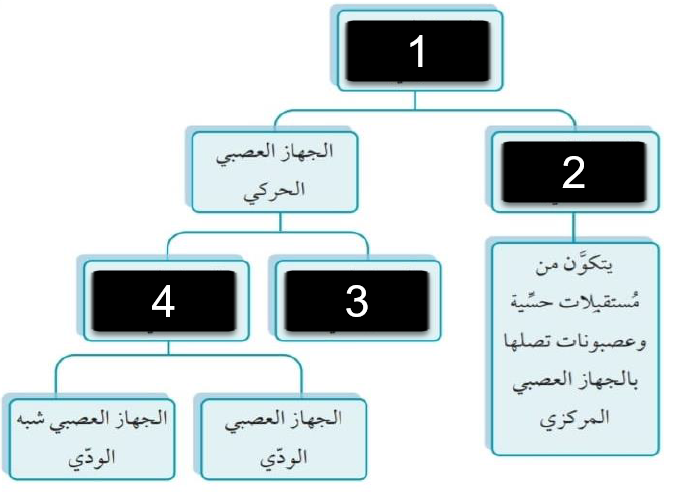 1
الجهاز العصبي
الحركي
2
يتكوَّن من
مُستقبِلات حسِّية
وعصبونات تصلها
بالجهاز العصبي
المركزي
3
4
الجهاز العصبي
الودّي
الجهاز العصبي شبه
الودّي